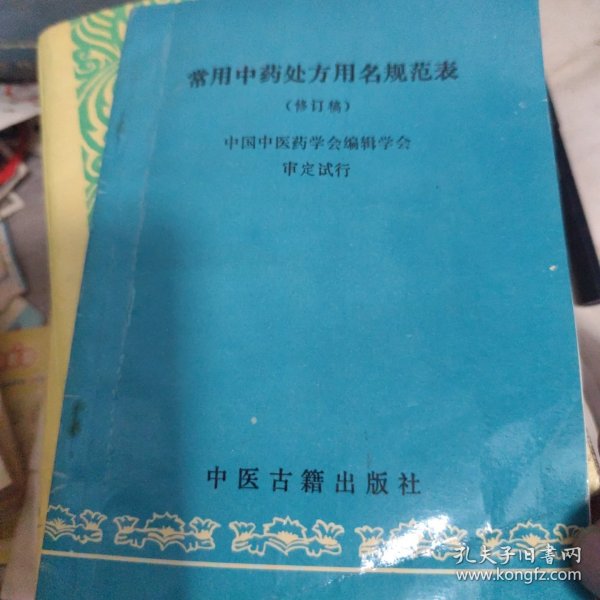 常用中药处方用名规范表
(修订稿)
中国中医药学会编辑学会
审定试行
中医古籍出版社
孔夫子旧书网
www.kongfz.com